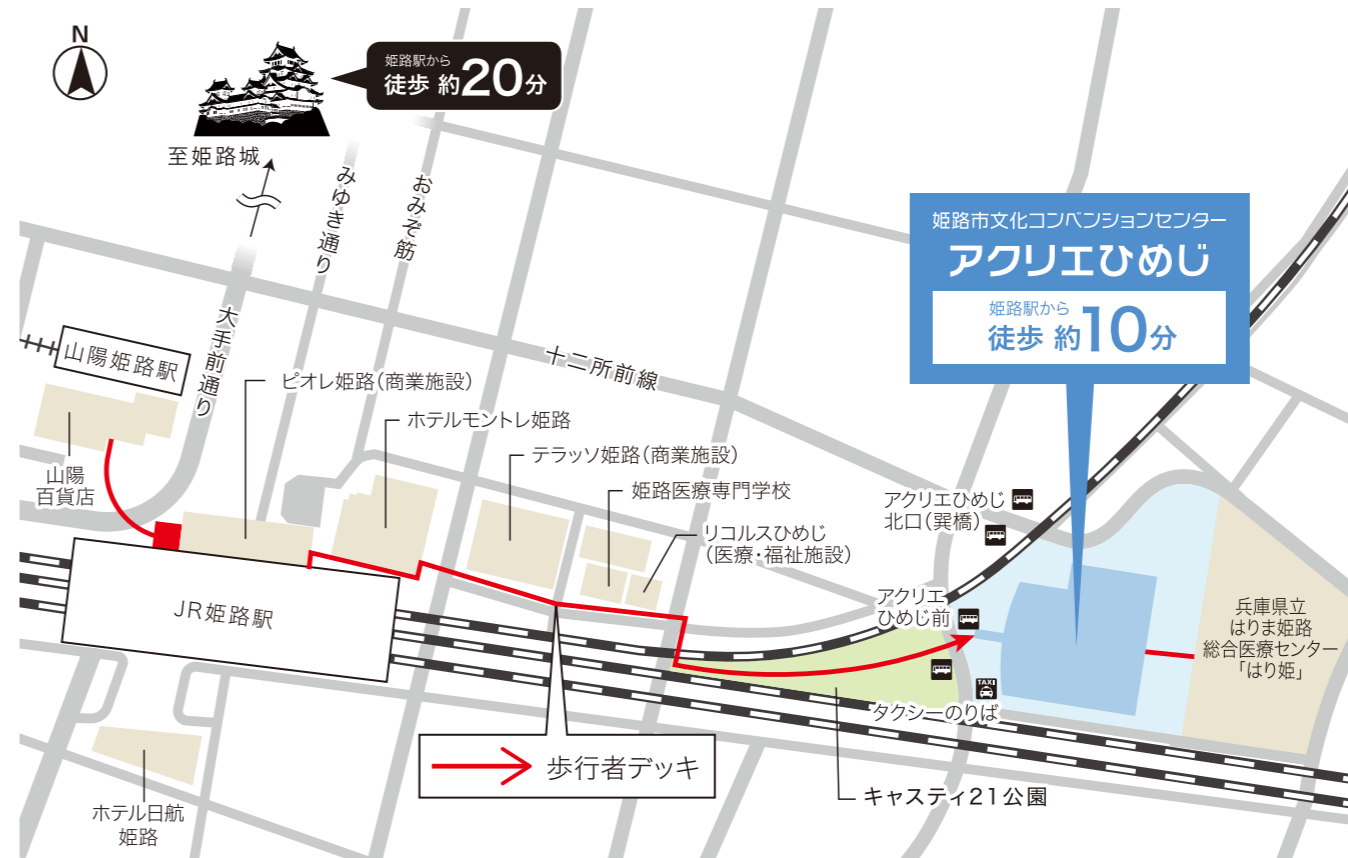 N
姫路駅から
徒歩 約20分
至姫路城
みゆき通り
おみぞ筋
姫路市文化コンベンションセンター
アクリエひめじ
姫路駅から
徒歩 約10分
大手前通り
山陽姫路駅
十二所前線
ピオレ姫路(商業施設)
ホテルモントレ姫路
テラッソ姫路(商業施設)
山陽
百貨店
姫路医療専門学校
アクリエひめじ
北口(巽橋)
リコルスひめじ
(医療・福祉施設)
JR姫路駅
アクリエ
ひめじ前
兵庫県立
はりま姫路
総合医療センター
「はり姫」
TAXI
タクシーのりば
歩行者デッキ
キャスティ21公園
ホテル日航
姫路